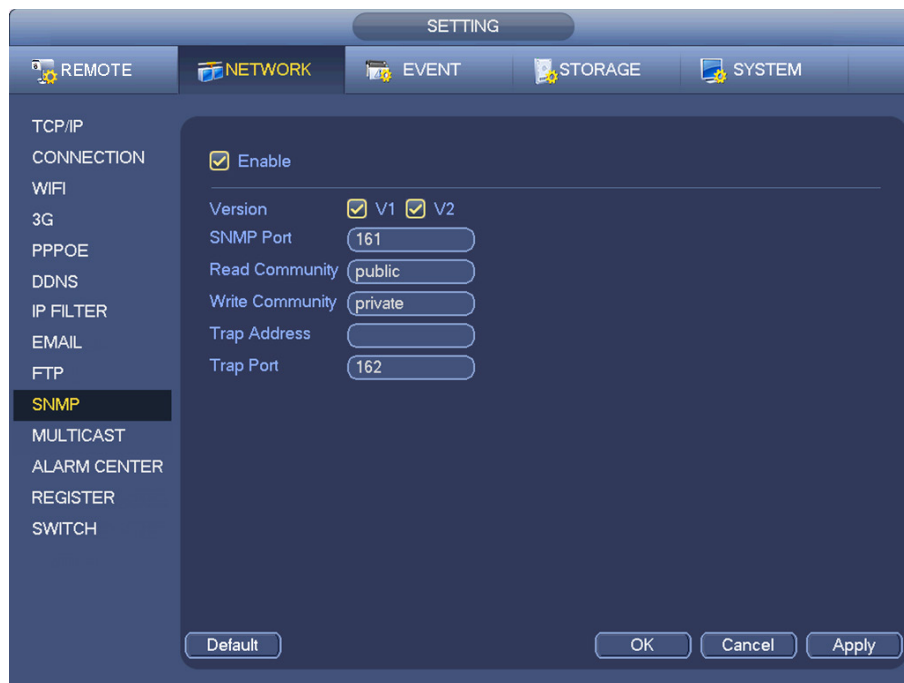 SETTING
REMOTE NETWORK EVENT STORAGE SYSTEM
TCP/IP
CONNECTION
WIFI
3G
PPPOE
DDNS
IP FILTER
EMAIL
FTP
SNMP
MULTICAST
ALARM CENTER
REGISTER
SWITCH
Enable
Version V1 V2
SNMP Port 161
Read Community public
Write Community private
Trap Address
Trap Port 162
Default OK Cancel Apply